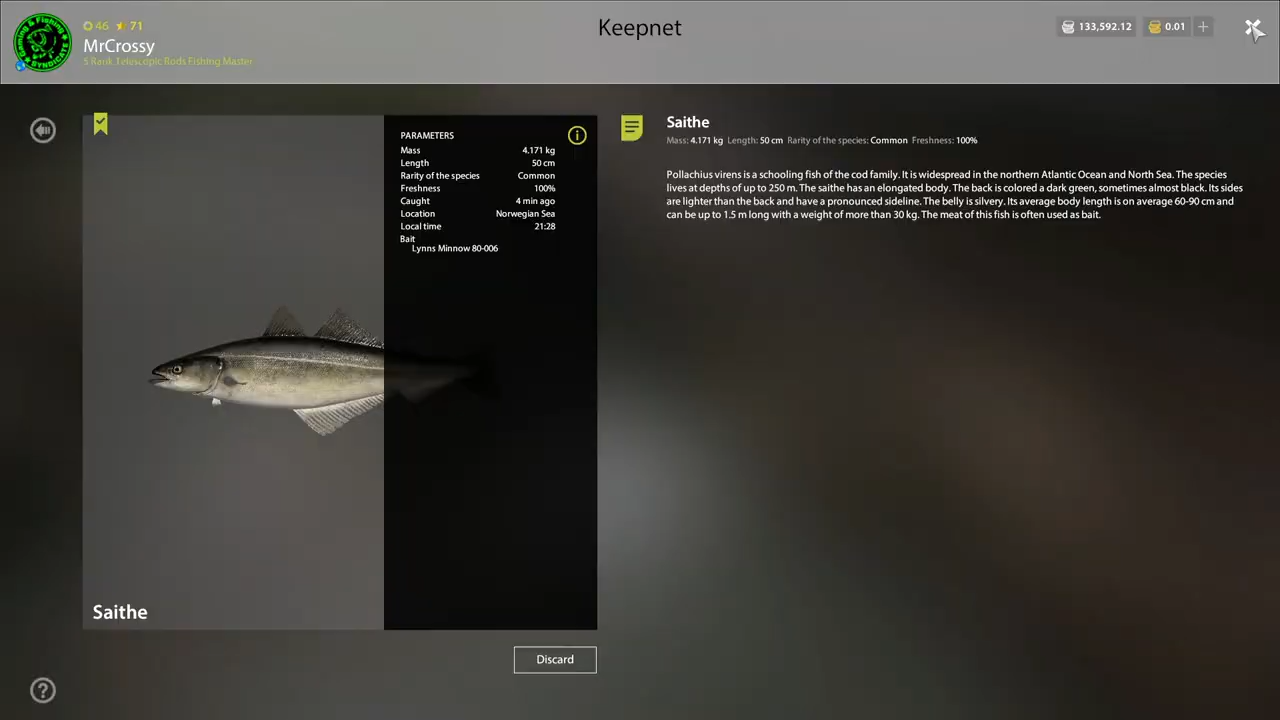 Gaming & Fishing
SYNDICATE
46 71
MrCrossy
5 Rank Telescopic Rods Fishing Master
Keepnet
133,592.12
0.01 +
PARAMETERS
Mass 4.171 kg
Length 50 cm
Rarity of the species Common
Freshness 100%
Caught 4 min ago
Location Norwegian Sea
Local time 21:28
Bait
Lynns Minnow 80-006
Saithe
Discard
Saithe
Mass: 4.171 kg Length: 50 cm Rarity of the species: Common Freshness: 100%
Pollachius virens is a schooling fish of the cod family. It is widespread in the northern Atlantic Ocean and North Sea. The species
lives at depths of up to 250 m. The saithe has an elongated body. The back is colored a dark green, sometimes almost black. Its sides
are lighter than the back and have a pronounced sideline. The belly is silvery. Its average body length is on average 60-90 cm and
can be up to 1.5 m long with a weight of more than 30 kg. The meat of this fish is often used as bait.
?